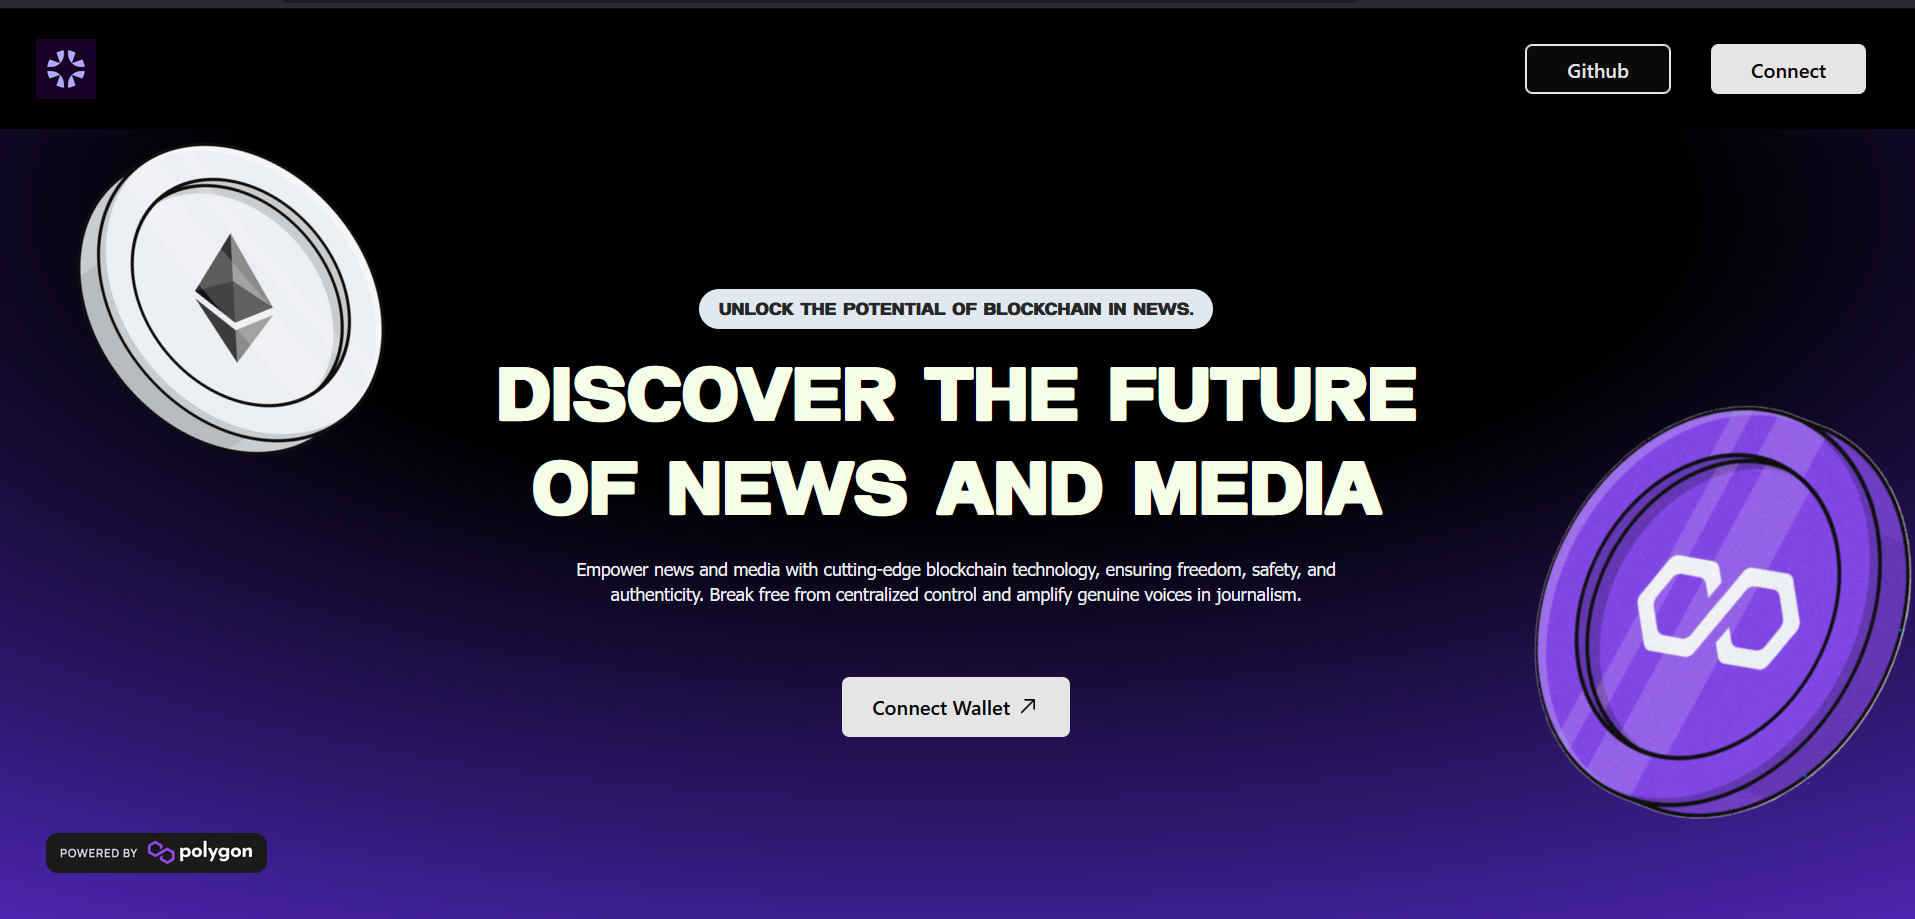 Github
Connect
UNLOCK THE POTENTIAL OF BLOCKCHAIN IN NEWS.
DISCOVER THE FUTURE
OF NEWS AND MEDIA
Empower news and media with cutting-edge blockchain technology, ensuring freedom, safety, and
authenticity. Break free from centralized control and amplify genuine voices in journalism.
Connect Wallet
POWERED BY polygon